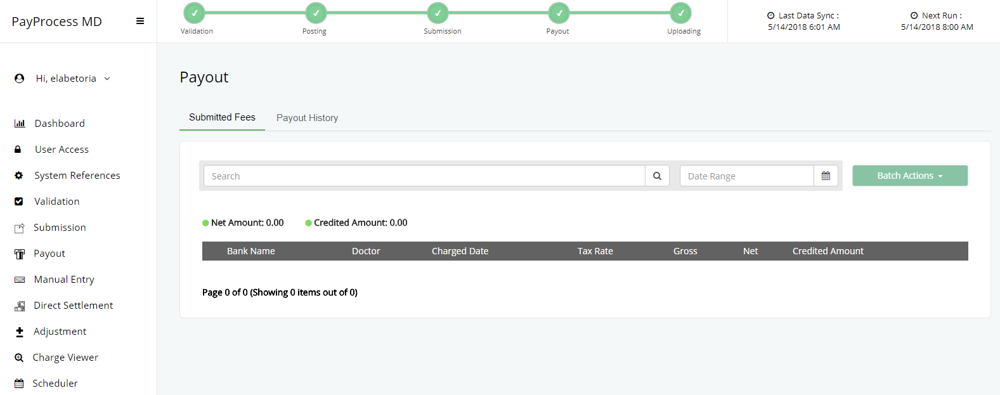 PayProcess MD
Validation
Posting
Submission
Payout
Uploading
Last Data Sync :
5/14/2018 6:01 AM
Next Run :
5/14/2018 8:00 AM
Hi, elabetoria
Dashboard
User Access
System References
Validation
Submission
Payout
Manual Entry
Direct Settlement
Adjustment
Charge Viewer
Scheduler
Payout
Submitted Fees
Payout History
Search
Date Range
Batch Actions
Net Amount: 0.00
Credited Amount: 0.00
Bank Name Doctor Charged Date Tax Rate Gross Net Credited Amount
Page 0 of 0 (Showing 0 items out of 0)